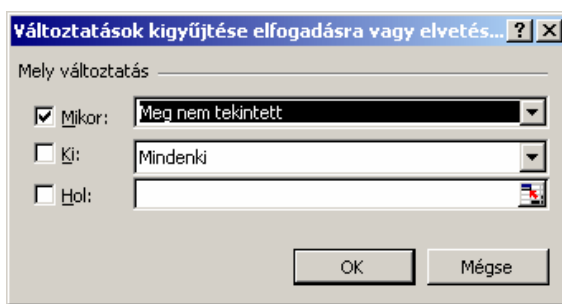 Változtatások kigyűjtése elfogadásra vagy elvetés...
Mely változtatás
Mikor: Meg nem tekintett
Ki: Mindenki
Hol:
OK Mégse